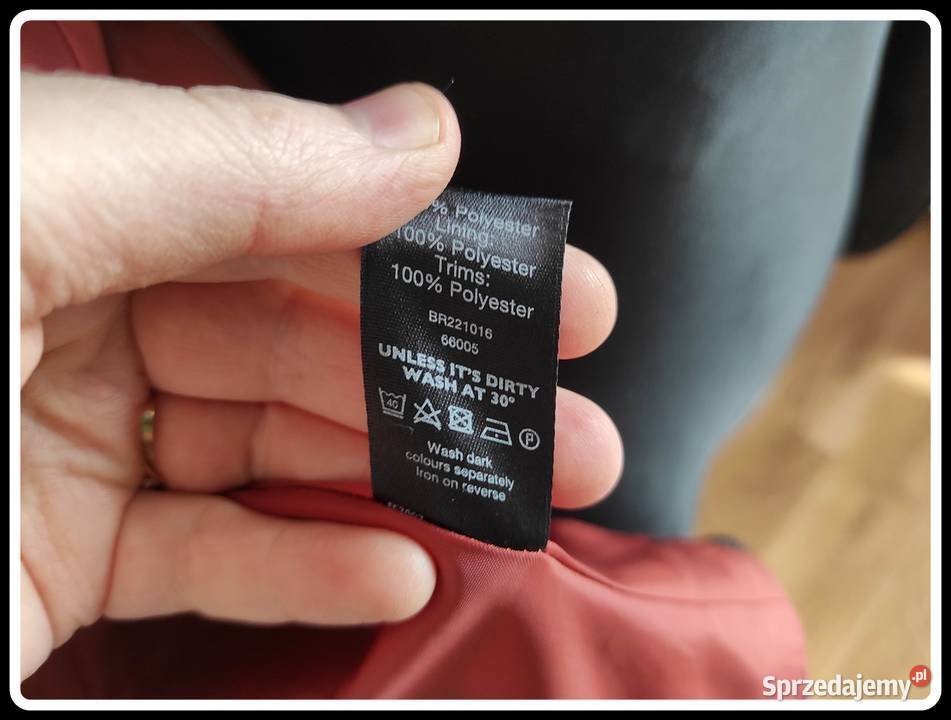 % Polyester
Lining:
100% Polyester
Trims:
100% Polyester
BR221016
66005
UNLESS IT'S DIRTY
WASH AT 30°
40
P
Wash dark
colours separately
Iron on reverse
Sprzedajemy.pl